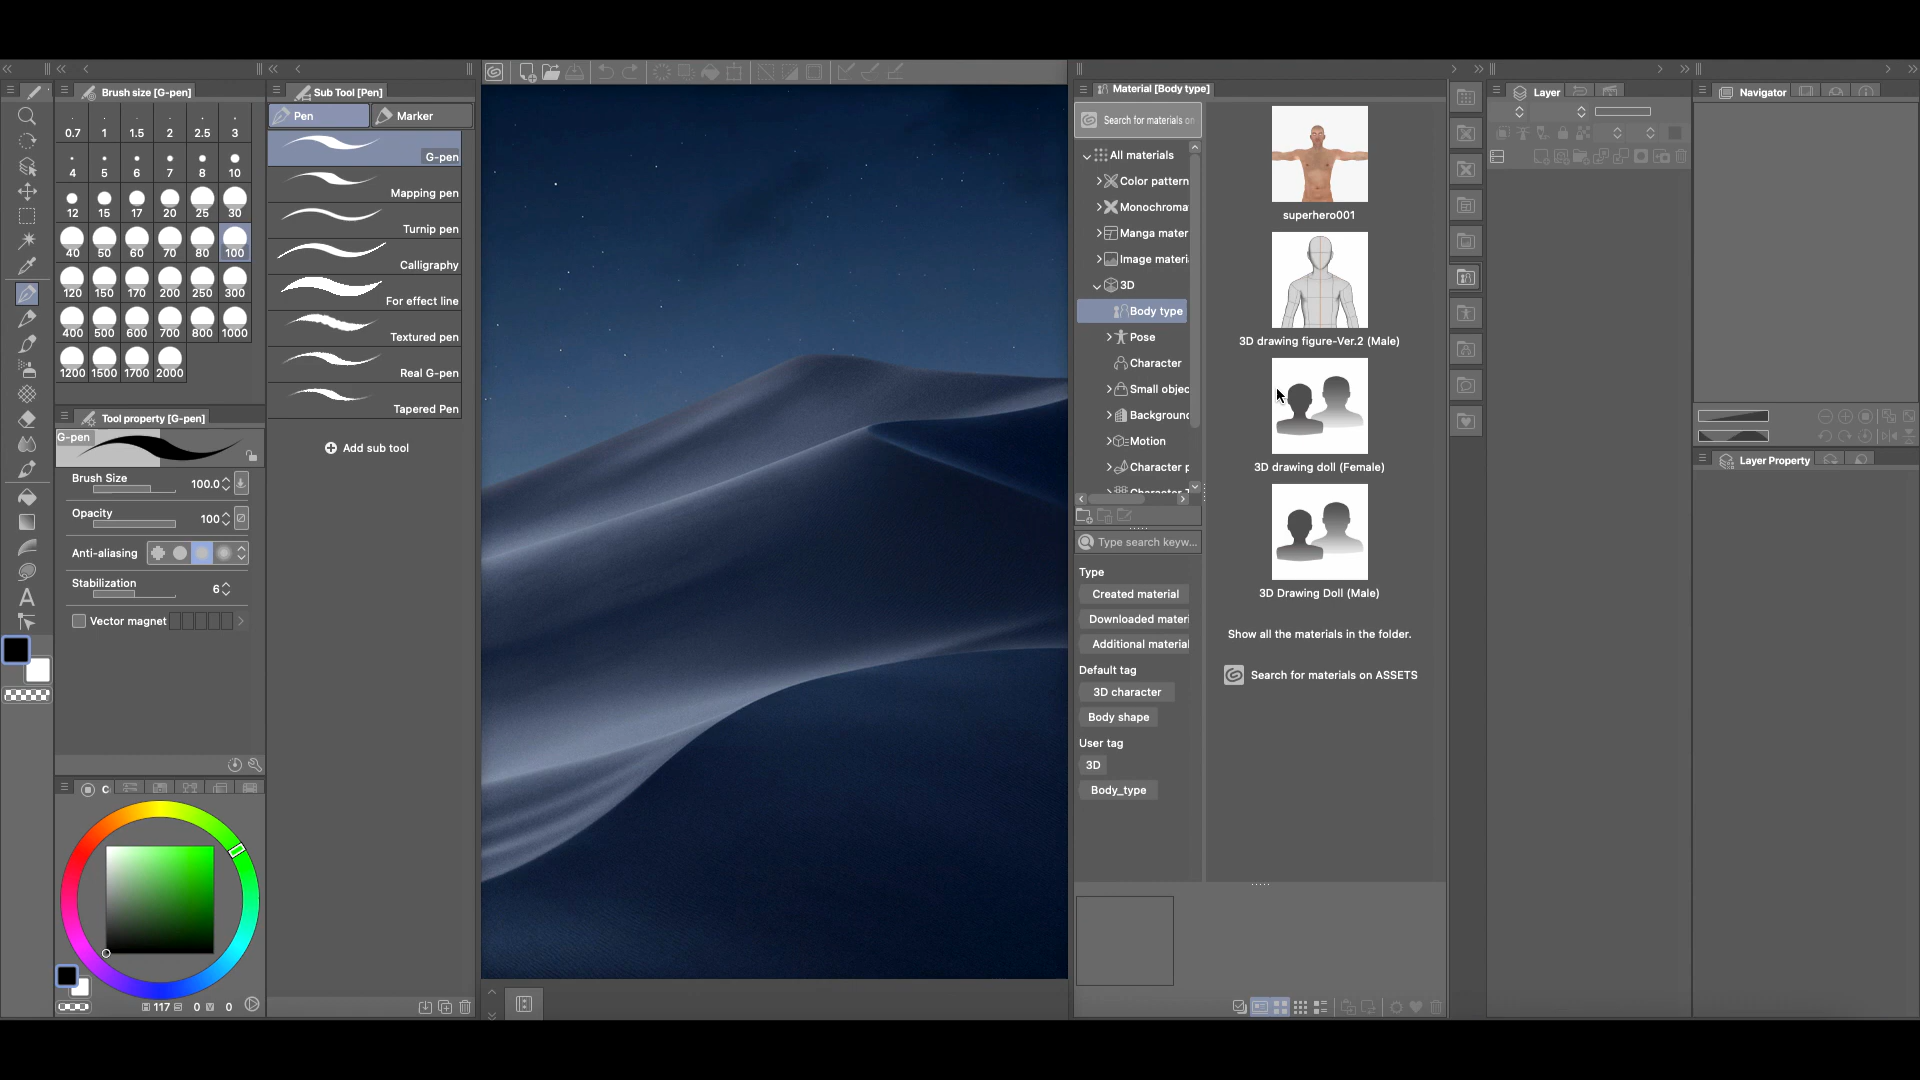 Brush size [G-pen]
0.7 1 1.5 2 2.5 3
4 5 6 7 8 10
12 15 17 20 25 30
40 50 60 70 80 100
120 150 170 200 250 300
400 500 600 700 800 1000
1200 1500 1700 2000
Tool property [G-pen]
G-pen
Brush Size 100.0
Opacity 100
Anti-aliasing
Stabilization 6
Vector magnet
A
C
117 0 0
Sub Tool [Pen]
Pen Marker
G-pen
Mapping pen
Turnip pen
Calligraphy
For effect line
Textured pen
Real G-pen
Tapered Pen
Add sub tool
Material [Body type]
Search for materials on
All materials
Color pattern
Monochroma
Manga mater
Image materi
3D
Body type
Pose
Character
Small objec
Background
Motion
Character p
Type search keyw...
Type
Created material
Downloaded materi
Additional material
Default tag
3D character
Body shape
User tag
3D
Body_type
superhero001
3D drawing figure-Ver.2 (Male)
3D drawing doll (Female)
3D Drawing Doll (Male)
Show all the materials in the folder.
Search for materials on ASSETS
Layer
Navigator
Layer Property